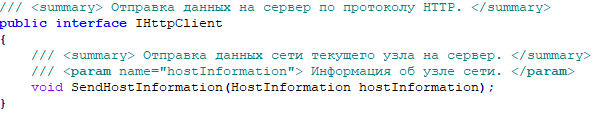 /// <summary> Отправка данных на сервер по протоколу HTTP. </summary>
public interface IHttpClient
{
    /// <summary> Отправка данных сети текущего узла на сервер. </summary>
    /// <param name="hostInformation"> Информация об узле сети. </param>
    void SendHostInformation(HostInformation hostInformation);
}